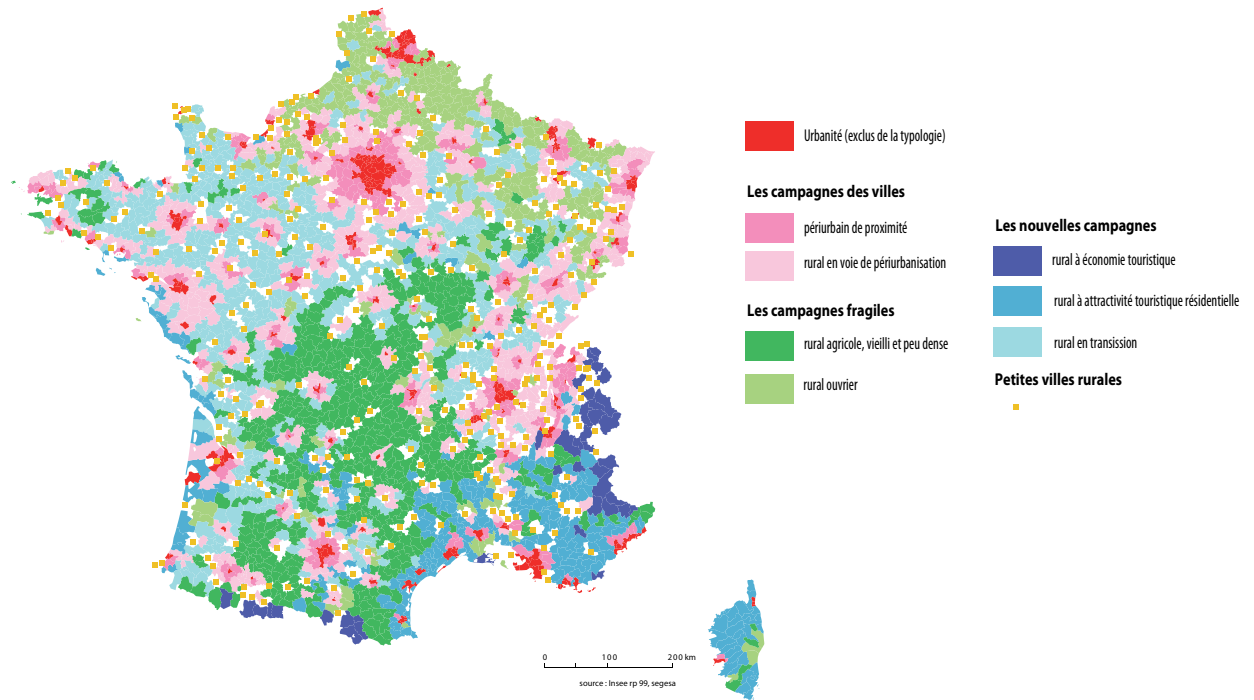 Urbanité (exclus de la typologie)
Les campagnes des villes
périurbain de proximité
rural en voie de périurbanisation
Les campagnes fragiles
rural agricole, vieilli et peu dense
rural ouvrier
Les nouvelles campagnes
rural à économie touristique
rural à attractivité touristique résidentielle
rural en transission
Petites villes rurales
0 100 200 km
source : Insee rp 99, segesa